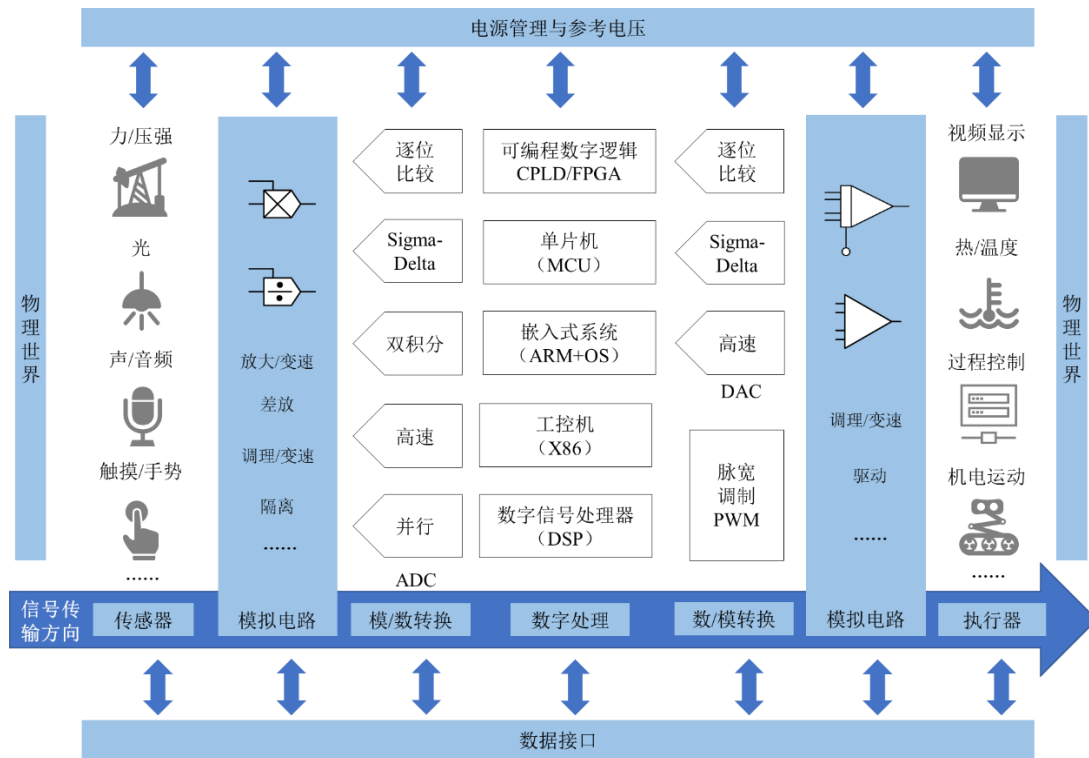 电源管理与参考电压
物理世界
力/压强
光
声/音频
触摸/手势
......
放大/变速
差放
调理/变速
隔离
......
逐位
比较
Sigma-
Delta
双积分
高速
并行
ADC
可编程数字逻辑
CPLD/FPGA
单片机
（MCU）
嵌入式系统
（ARM+OS）
工控机
（X86）
数字信号处理器
（DSP）
逐位
比较
Sigma-
Delta
高速
DAC
脉宽
调制
PWM
调理/变速
驱动
......
视频显示
热/温度
过程控制
机电运动
......
物理世界
信号传
输方向
传感器
模拟电路
模/数转换
数字处理
数/模转换
模拟电路
执行器
数据接口